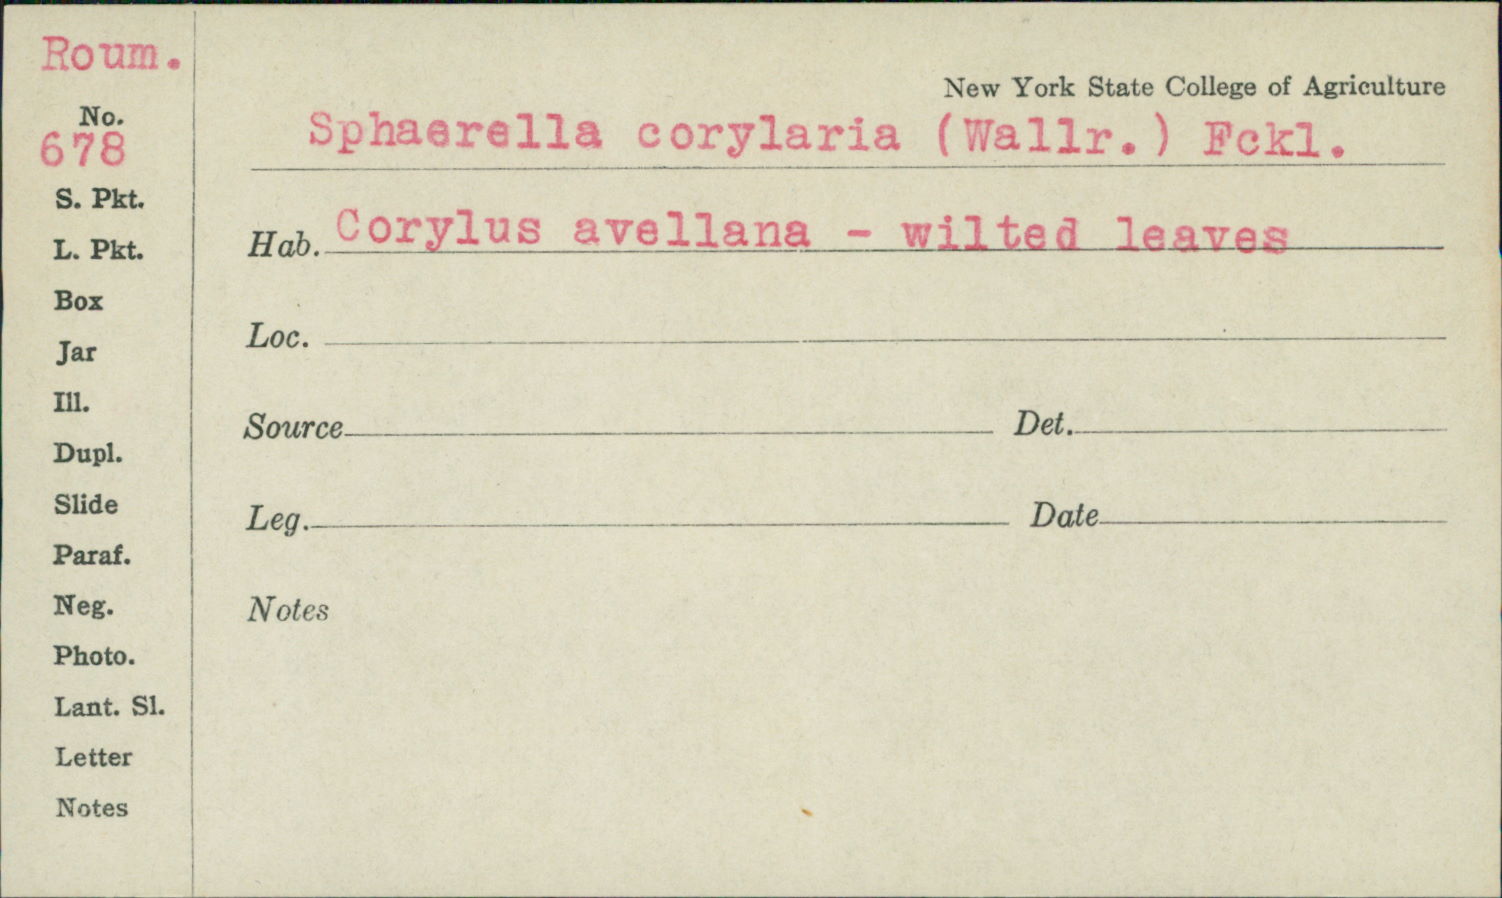 Roum.
New York State College of Agriculture
No.
678
Sphaerella corylaria (Wallr.) Fckl.
S. Pkt.
Hab. Corylus avellana - wilted leaves
L. Pkt.
Box
Loc.
Jar
Ill.
Source Det.
Dupl.
Slide
Leg. Date
Paraf.
Neg.
Notes
Photo.
Lant. Sl.
Letter
Notes